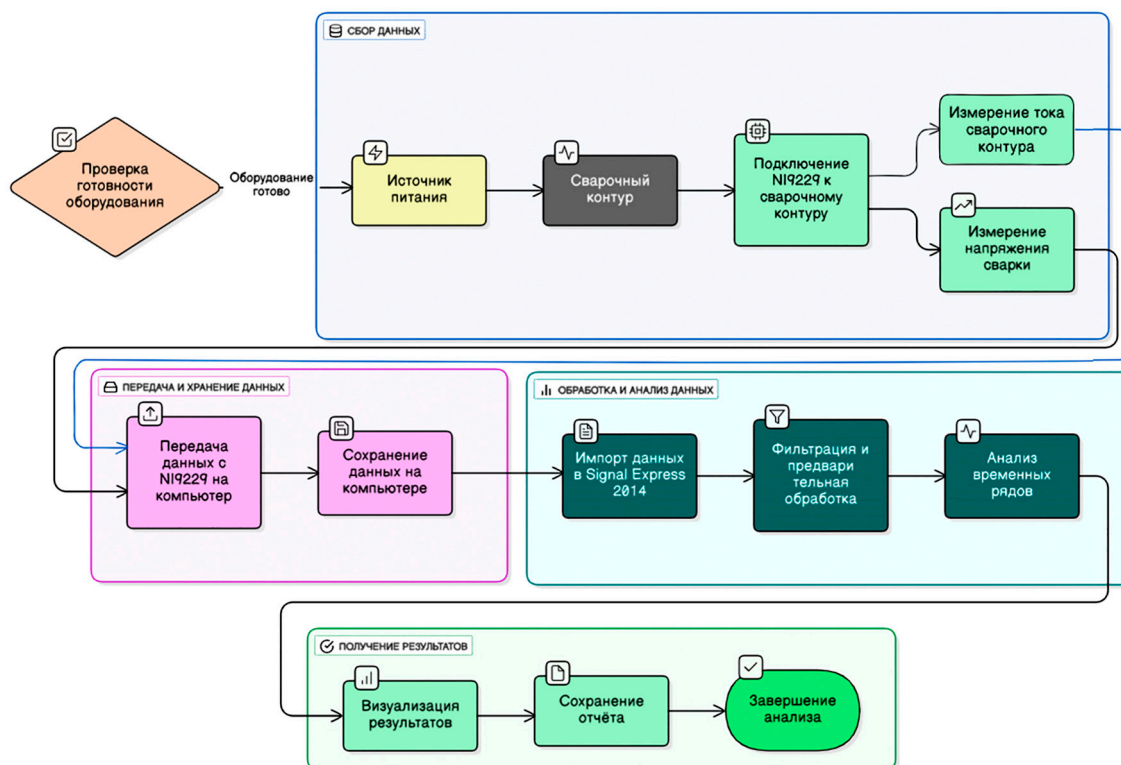 СБОР ДАННЫХ
Проверка
готовности
оборудования
Оборудование
готово
Источник
питания
Сварочный
контур
Подключение
NI9229 к
сварочному
контуру
Измерение тока
сварочного
контура
Измерение
напряжения
сварки
ПЕРЕДАЧА И ХРАНЕНИЕ ДАННЫХ
Передача
данных с
NI9229 на
компьютер
Сохранение
данных на
компьютере
ОБРАБОТКА И АНАЛИЗ ДАННЫХ
Импорт данных
в Signal Express
2014
Фильтрация и
предвари
тельная
обработка
Анализ
временных
рядов
ПОЛУЧЕНИЕ РЕЗУЛЬТАТОВ
Визуализация
результатов
Сохранение
отчёта
Завершение
анализа